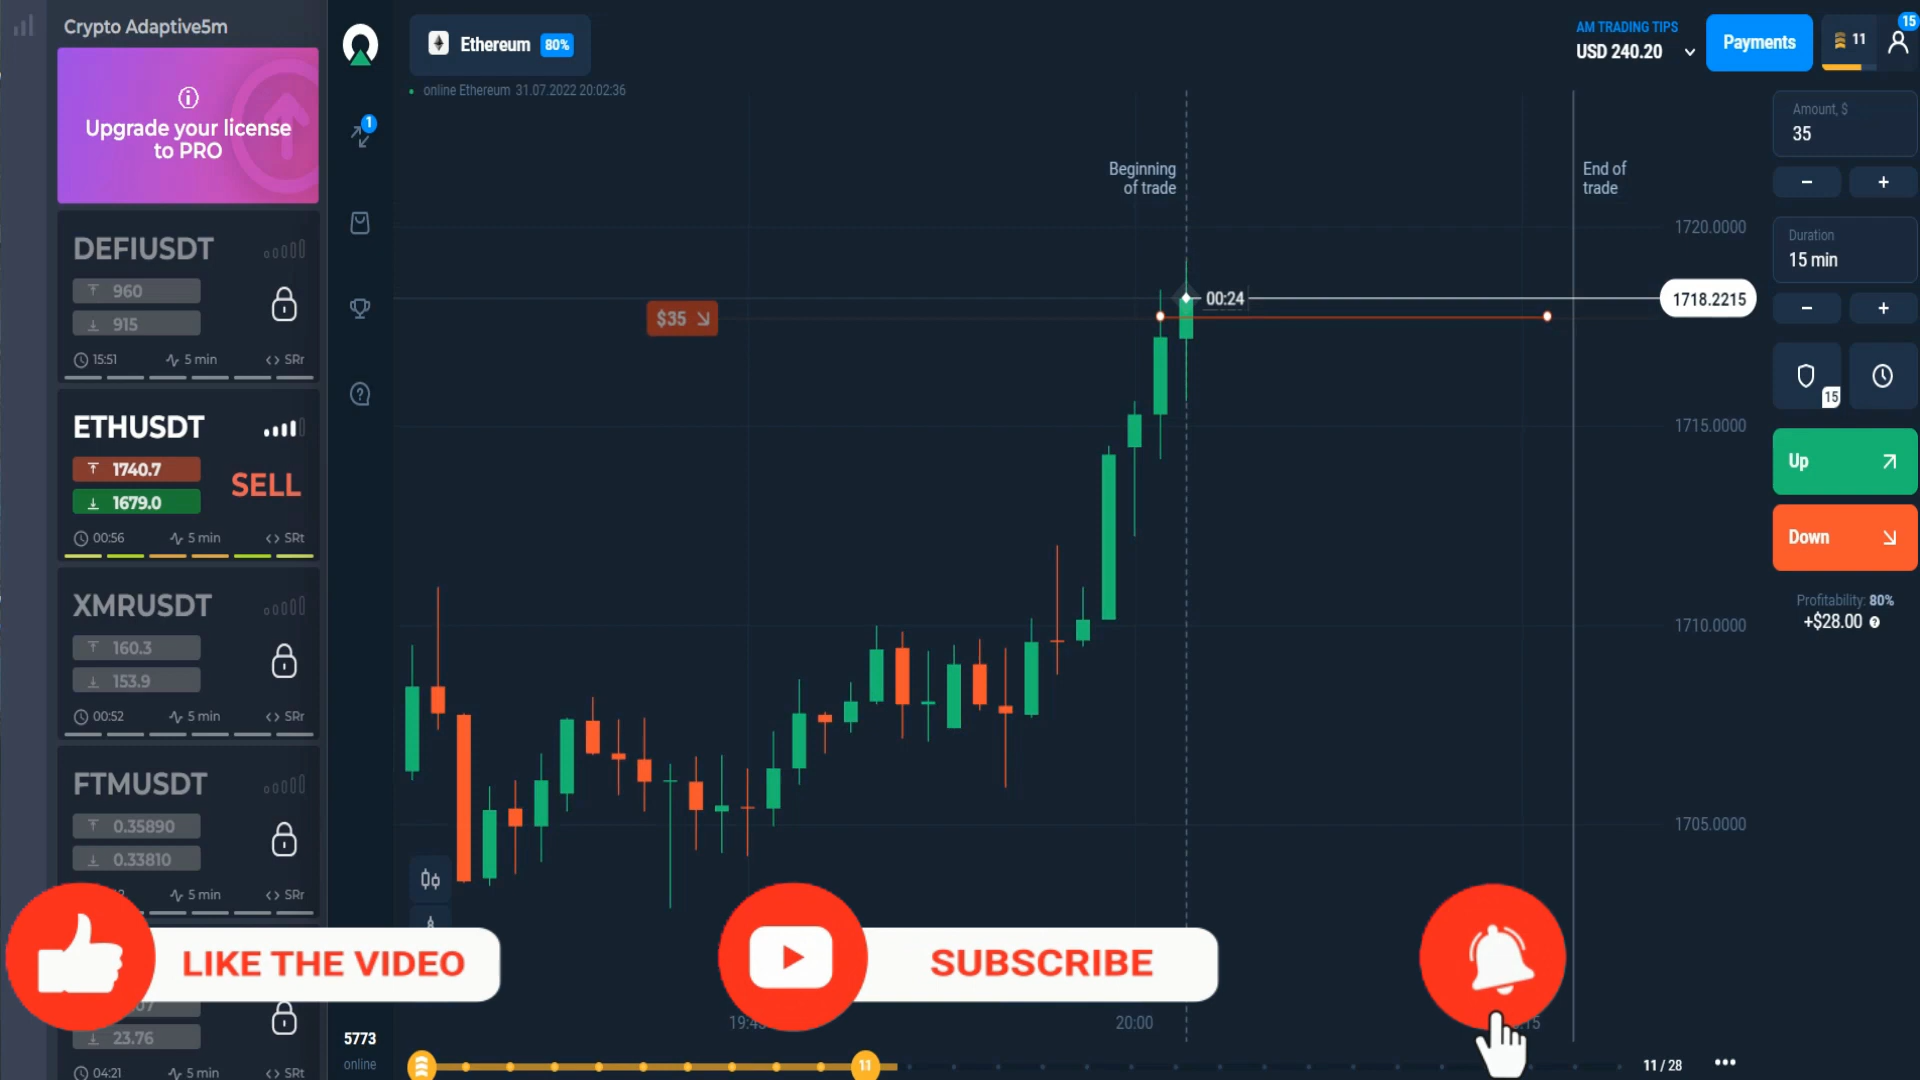 Crypto Adaptive5m
Upgrade your license
to PRO
DEFIUSDT
960
915
15:51 5 min <> SRr
ETHUSDT
1740.7
SELL
1679.0
00:56 5 min <> SRt
XMRUSDT
160.3
153.9
00:52 5 min <> SRr
FTMUSDT
0.35890
0.33810
5 min <> SRr
23.76
04:21 5 min <> SRt
1
5773
online
Ethereum 80%
online Ethereum 31.07.2022 20:02:36
Beginning
of trade
End of
trade
$35
00:24
1720.0000
1718.2215
1715.0000
1710.0000
1705.0000
20:00
11
11 / 28
AM TRADING TIPS
USD 240.20
Payments
11
15
Amount, $
35
− +
Duration
15 min
− +
15
Up
Down
Profitability: 80%
+$28.00
LIKE THE VIDEO
SUBSCRIBE